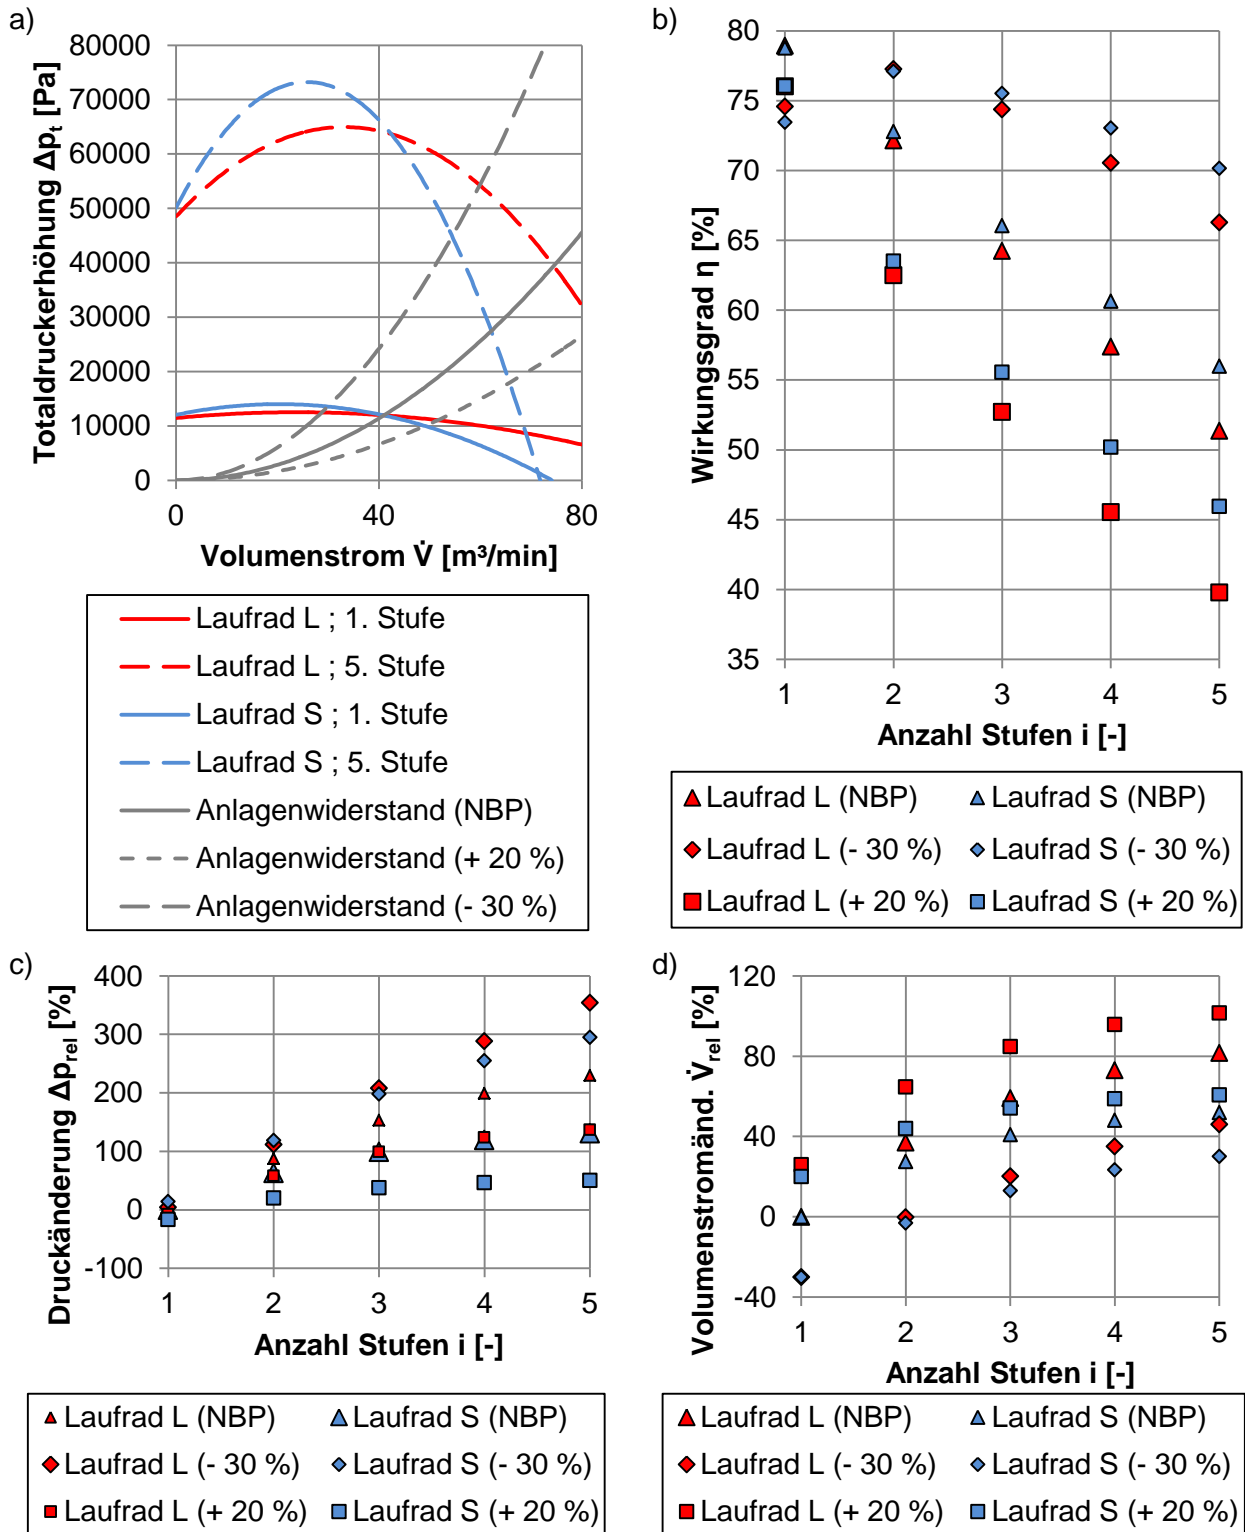 a)
80000
70000
60000
50000
40000
30000
20000
10000
0
Totaldruckerhöhung Δpt [Pa]
0 40 80
Volumenstrom V̇ [m³/min]
Laufrad L ; 1. Stufe
Laufrad L ; 5. Stufe
Laufrad S ; 1. Stufe
Laufrad S ; 5. Stufe
Anlagenwiderstand (NBP)
Anlagenwiderstand (+ 20 %)
Anlagenwiderstand (- 30 %)
b)
80
75
70
65
60
55
50
45
40
35
Wirkungsgrad η [%]
1 2 3 4 5
Anzahl Stufen i [-]
Laufrad L (NBP) Laufrad S (NBP)
Laufrad L (- 30 %) Laufrad S (- 30 %)
Laufrad L (+ 20 %) Laufrad S (+ 20 %)
c)
400
300
200
100
0
-100
Druckänderung Δprel [%]
1 2 3 4 5
Anzahl Stufen i [-]
Laufrad L (NBP) Laufrad S (NBP)
Laufrad L (- 30 %) Laufrad S (- 30 %)
Laufrad L (+ 20 %) Laufrad S (+ 20 %)
d)
120
80
40
0
-40
Volumenstromänd. V̇rel [%]
1 2 3 4 5
Anzahl Stufen i [-]
Laufrad L (NBP) Laufrad S (NBP)
Laufrad L (- 30 %) Laufrad S (- 30 %)
Laufrad L (+ 20 %) Laufrad S (+ 20 %)